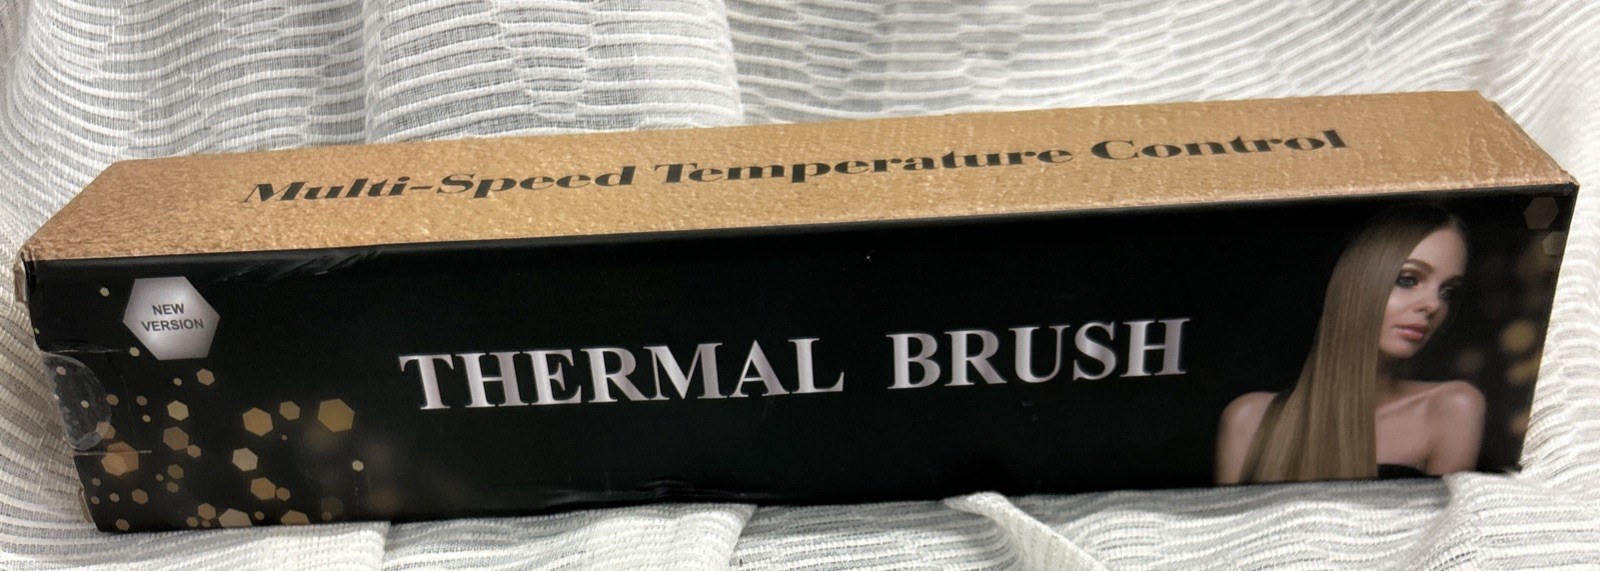 Multi-Speed Temperature Control
NEW
VERSION
THERMAL BRUSH